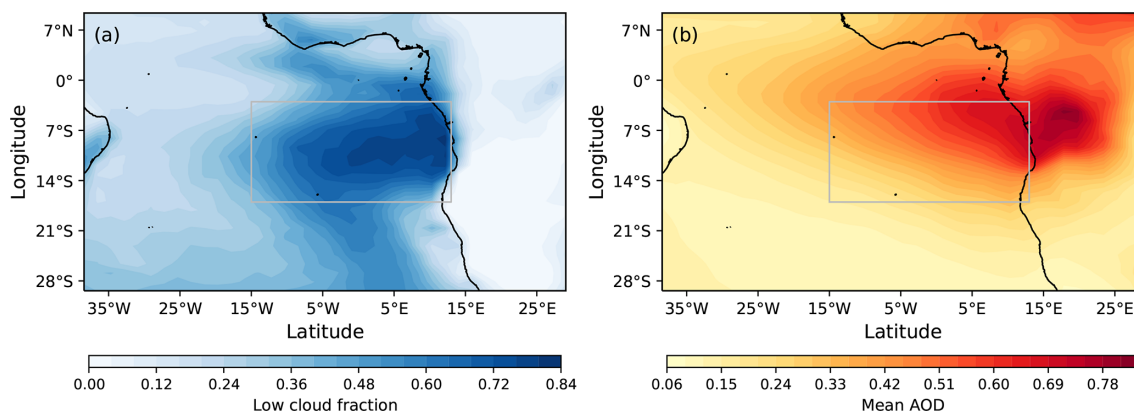 (a)
7°N
0°
7°S
14°S
21°S
28°S
Longitude
35°W 25°W 15°W 5°W 5°E 15°E 25°E
Latitude
0.00 0.12 0.24 0.36 0.48 0.60 0.72 0.84
Low cloud fraction
(b)
7°N
0°
7°S
14°S
21°S
28°S
Longitude
35°W 25°W 15°W 5°W 5°E 15°E 25°E
Latitude
0.06 0.15 0.24 0.33 0.42 0.51 0.60 0.69 0.78
Mean AOD